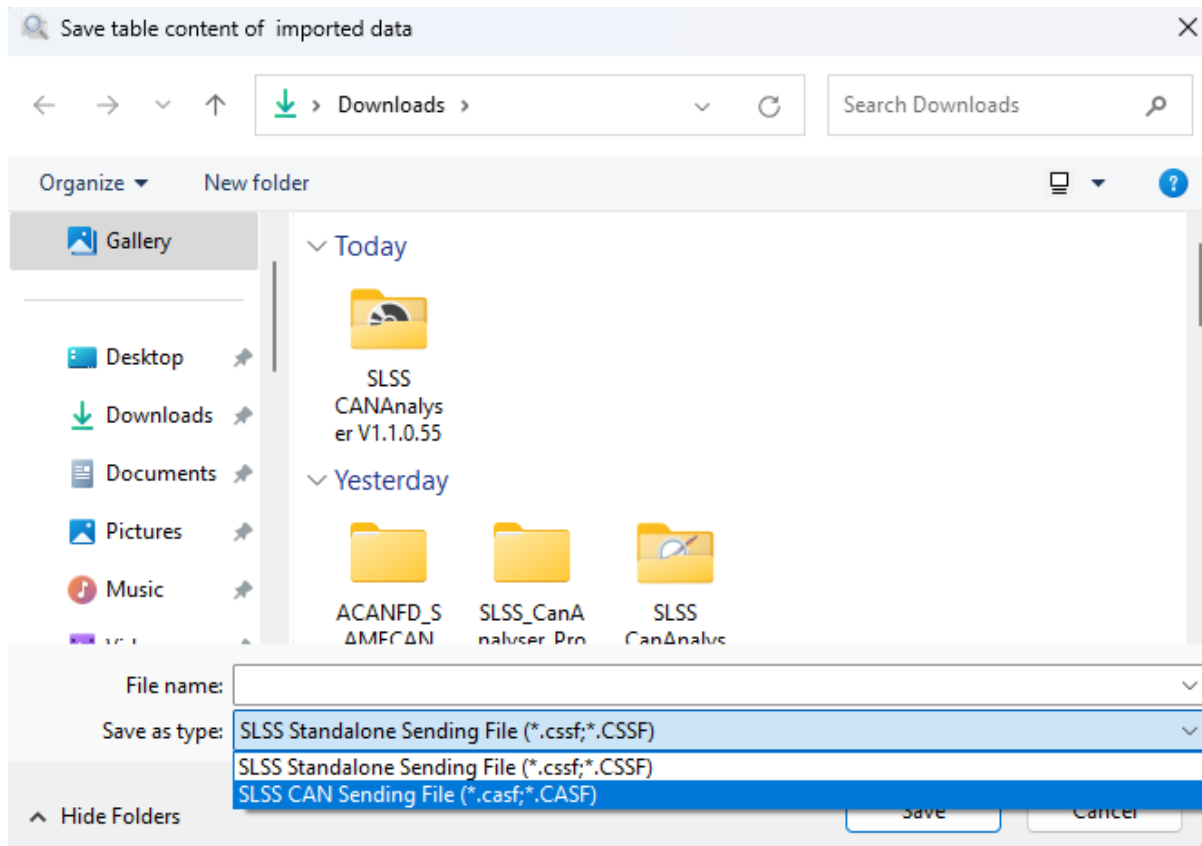 Save table content of  imported data
Downloads
Search Downloads
Organize
New folder
Gallery
Today
SLSS
CANAnalys
er V1.1.0.55
Desktop
Downloads
Documents
Yesterday
Pictures
Music
ACANFD_S
AMECAN
SLSS_CanA
nalyser_Pro
SLSS
CanAnalys
File name:
Save as type: SLSS Standalone Sending File (*.cssf;*.CSSF)
SLSS Standalone Sending File (*.cssf;*.CSSF)
SLSS CAN Sending File (*.casf;*.CASF)
Hide Folders
Save
Cancel